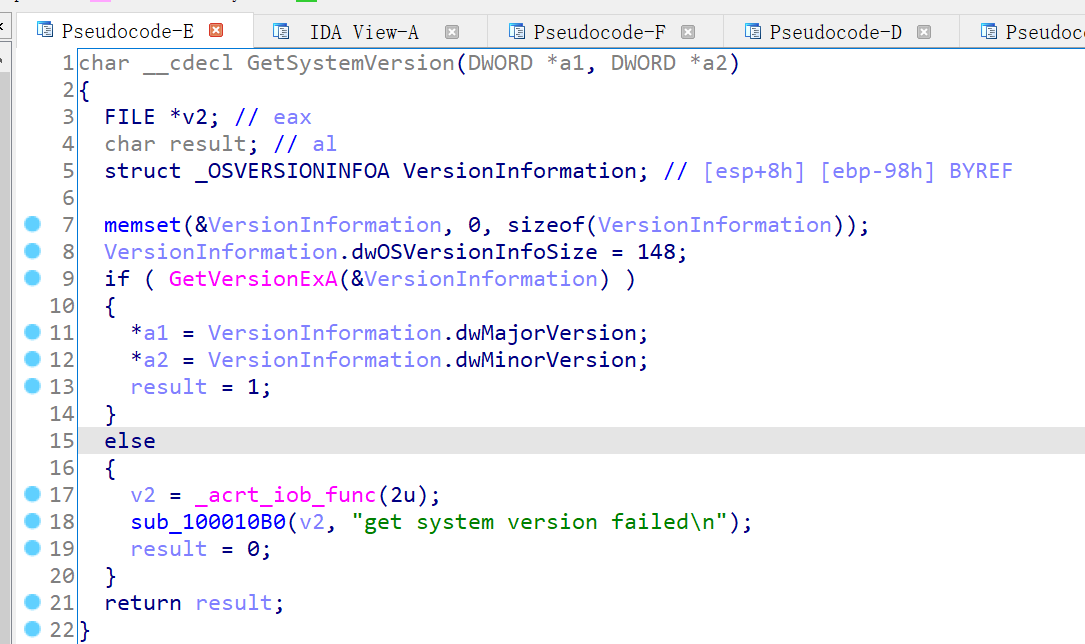 Pseudocode-E IDA View-A Pseudocode-F Pseudocode-D Pseudoco
1 char __cdecl GetSystemVersion(DWORD *a1, DWORD *a2)
2 {
3 FILE *v2; // eax
4 char result; // al
5 struct _OSVERSIONINFOA VersionInformation; // [esp+8h] [ebp-98h] BYREF
6
7 memset(&VersionInformation, 0, sizeof(VersionInformation));
8 VersionInformation.dwOSVersionInfoSize = 148;
9 if ( GetVersionExA(&VersionInformation) )
10 {
11 *a1 = VersionInformation.dwMajorVersion;
12 *a2 = VersionInformation.dwMinorVersion;
13 result = 1;
14 }
15 else
16 {
17 v2 = _acrt_iob_func(2u);
18 sub_100010B0(v2, "get system version failed\n");
19 result = 0;
20 }
21 return result;
22 }